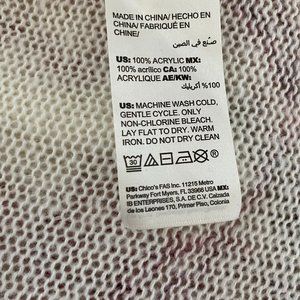 MADE IN CHINA/ HECHO EN
CHINA/ FABRIQUÉ EN
CHINE/
صنع في الصين
US: 100% ACRYLIC MX:
100% acrílico CA: 100%
ACRYLIQUE AE/KW:
100% أكريليك
US: MACHINE WASH COLD,
GENTLE CYCLE. ONLY
NON-CHLORINE BLEACH.
LAY FLAT TO DRY. WARM
IRON. DO NOT DRY CLEAN.
30
US: Chico's FAS Inc. 11215 Metro
Parkway Fort Myers, FL 33966 USA MX:
IB ENTERPRISES, S.A. DE C.V. Calzada
de los Leones 170, Primer Piso, Colonia